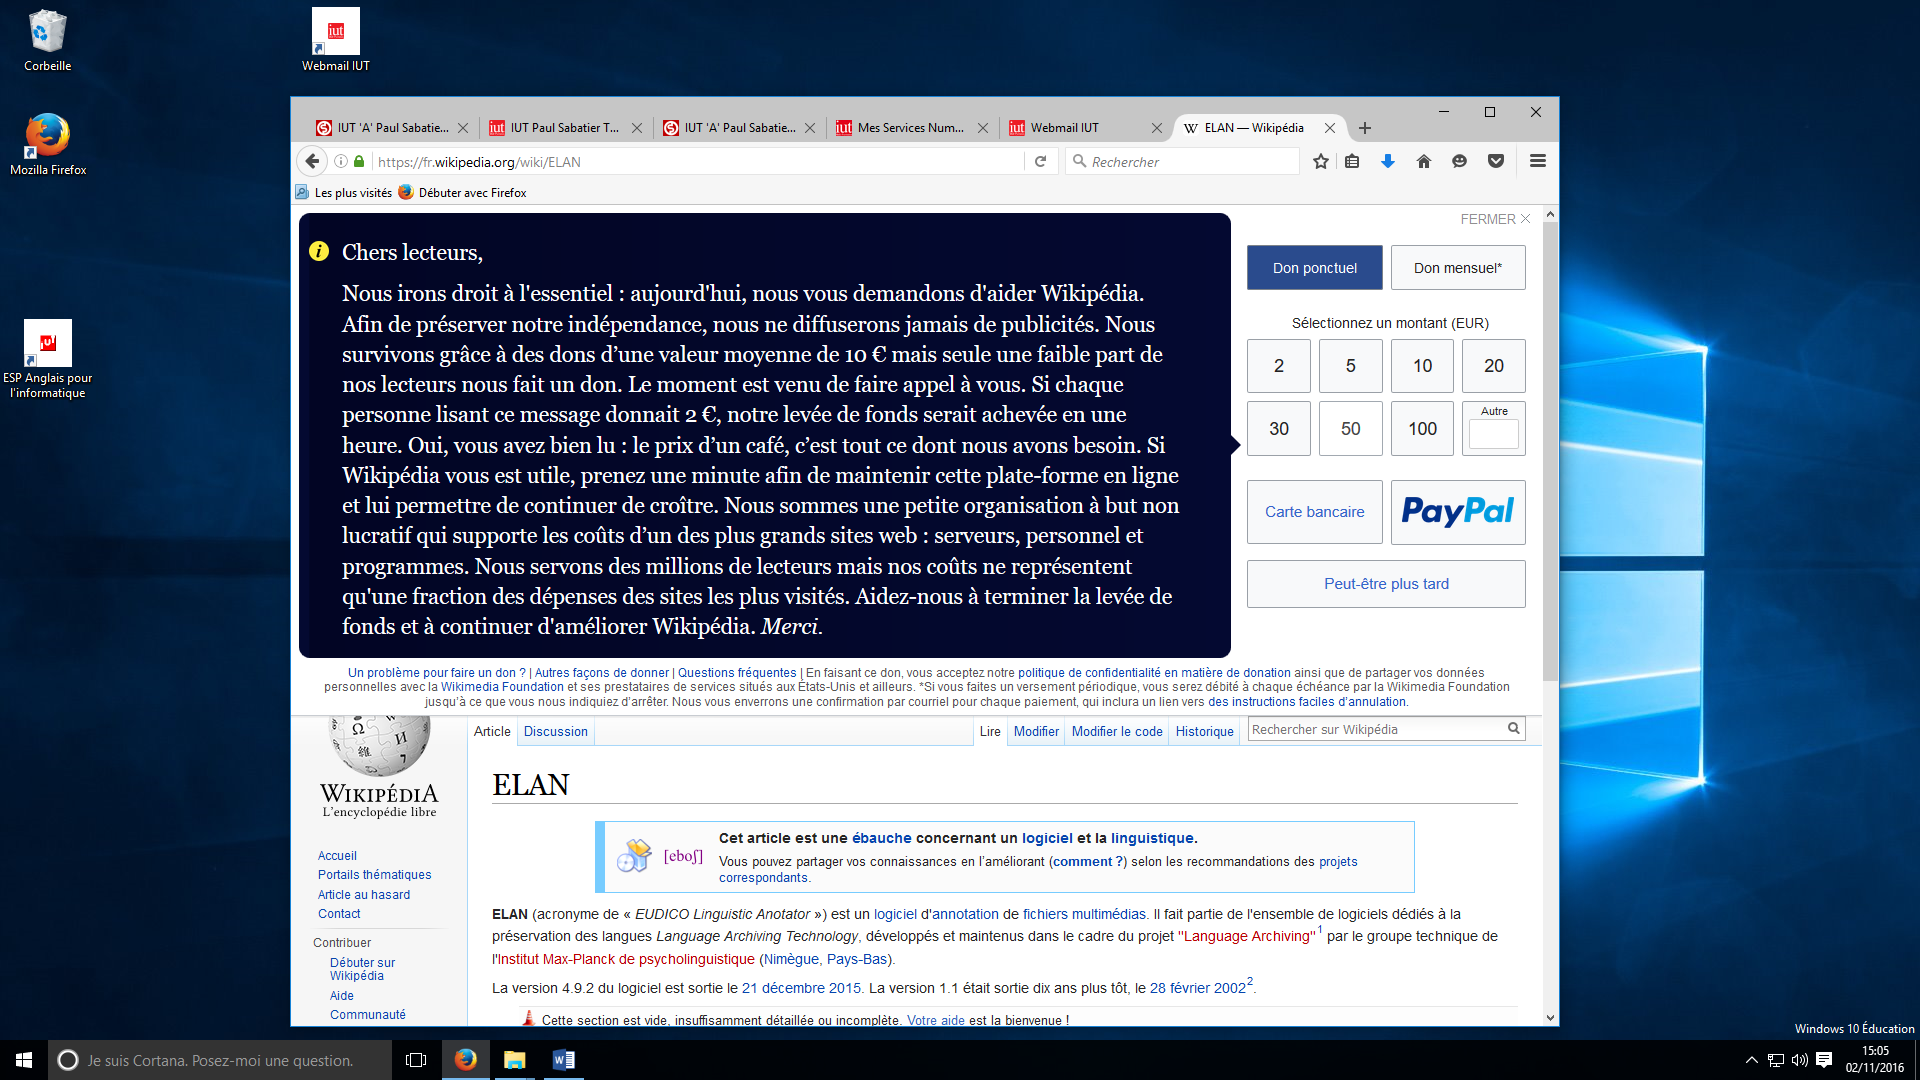 Corbeille
iut
Webmail IUT
Mozilla Firefox
iut
ESP Anglais pour
l'informatique
IUT 'A' Paul Sabatie...
IUT Paul Sabatier T...
IUT 'A' Paul Sabatie...
Mes Services Num...
Webmail IUT
ELAN — Wikipédia
https://fr.wikipedia.org/wiki/ELAN
Rechercher
Les plus visités
Débuter avec Firefox
FERMER
Chers lecteurs,
Nous irons droit à l'essentiel : aujourd'hui, nous vous demandons d'aider Wikipédia.
Afin de préserver notre indépendance, nous ne diffuserons jamais de publicités. Nous
survivons grâce à des dons d’une valeur moyenne de 10 € mais seule une faible part de
nos lecteurs nous fait un don. Le moment est venu de faire appel à vous. Si chaque
personne lisant ce message donnait 2 €, notre levée de fonds serait achevée en une
heure. Oui, vous avez bien lu : le prix d’un café, c’est tout ce dont nous avons besoin. Si
Wikipédia vous est utile, prenez une minute afin de maintenir cette plate-forme en ligne
et lui permettre de continuer de croître. Nous sommes une petite organisation à but non
lucratif qui supporte les coûts d’un des plus grands sites web : serveurs, personnel et
programmes. Nous servons des millions de lecteurs mais nos coûts ne représentent
qu'une fraction des dépenses des sites les plus visités. Aidez-nous à terminer la levée de
fonds et à continuer d'améliorer Wikipédia. Merci.
Don ponctuel
Don mensuel*
Sélectionnez un montant (EUR)
2 5 10 20
30 50 100 Autre
Carte bancaire
PayPal
Peut-être plus tard
Un problème pour faire un don ? | Autres façons de donner | Questions fréquentes | En faisant ce don, vous acceptez notre politique de confidentialité en matière de donation ainsi que de partager vos données
personnelles avec la Wikimedia Foundation et ses prestataires de services situés aux États-Unis et ailleurs. *Si vous faites un versement périodique, vous serez débité à chaque échéance par la Wikimedia Foundation
jusqu’à ce que vous nous indiquiez d’arrêter. Nous vous enverrons une confirmation par courriel pour chaque paiement, qui inclura un lien vers des instructions faciles d’annulation.
WIKIPÉDIA
L'encyclopédie libre
Article
Discussion
Lire
Modifier
Modifier le code
Historique
Rechercher sur Wikipédia
Accueil
Portails thématiques
Article au hasard
Contact
Contribuer
Débuter sur
Wikipédia
Aide
Communauté
ELAN
[eboʃ]
Cet article est une ébauche concernant un logiciel et la linguistique.
Vous pouvez partager vos connaissances en l’améliorant (comment ?) selon les recommandations des projets
correspondants.
ELAN (acronyme de « EUDICO Linguistic Anotator ») est un logiciel d'annotation de fichiers multimédias. Il fait partie de l'ensemble de logiciels dédiés à la
préservation des langues Language Archiving Technology, développés et maintenus dans le cadre du projet "Language Archiving"1 par le groupe technique de
l'Institut Max-Planck de psycholinguistique (Nimègue, Pays-Bas).
La version 4.9.2 du logiciel est sortie le 21 décembre 2015. La version 1.1 était sortie dix ans plus tôt, le 28 février 20022.
Cette section est vide, insuffisamment détaillée ou incomplète. Votre aide est la bienvenue !
Windows 10 Éducation
Je suis Cortana. Posez-moi une question.
15:05
02/11/2016